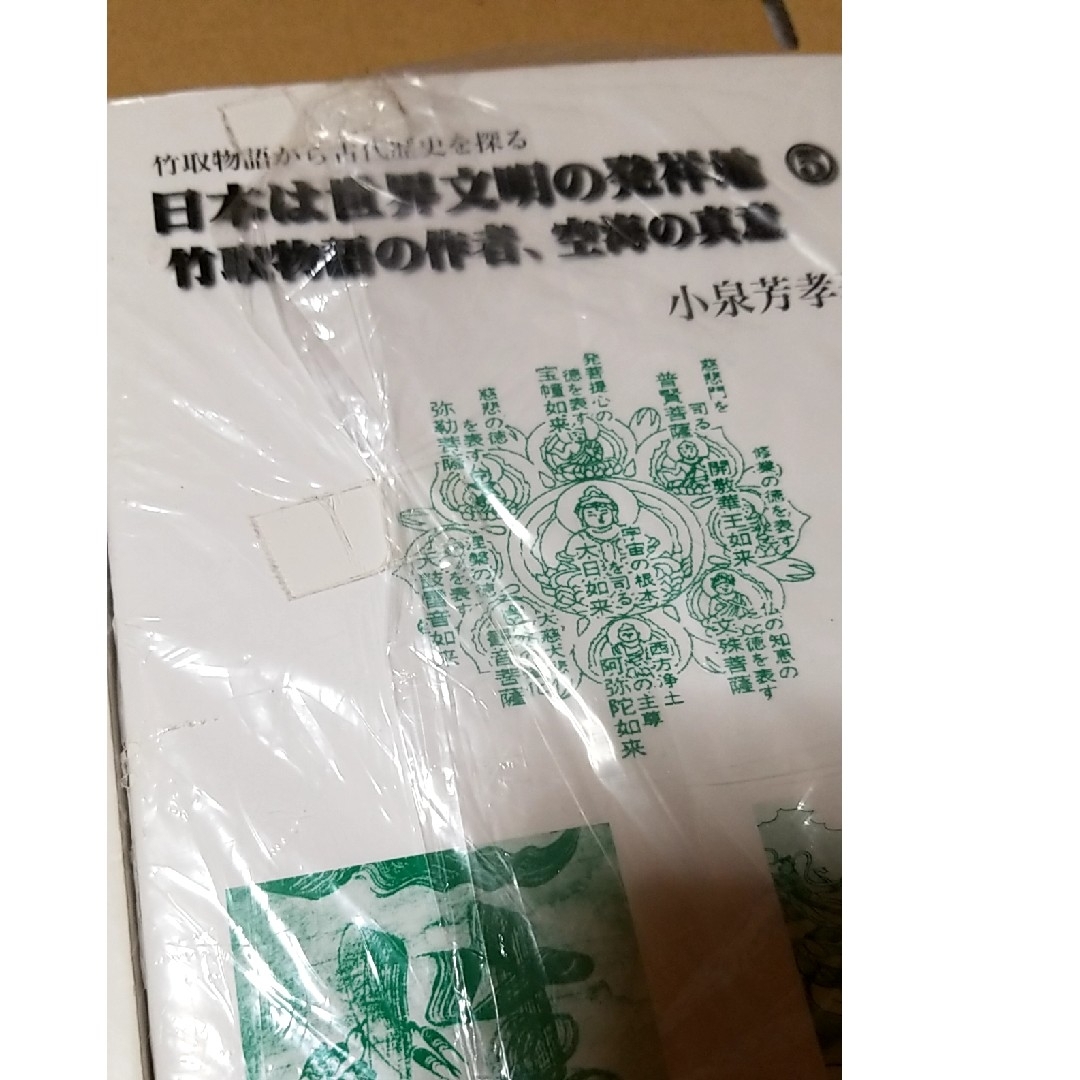 竹取物語から古代歴史を探る
日本は世界文明の発祥地 ⑤
竹取物語の作者、空海の真意
小泉芳孝
慈悲門を
司る
普賢菩薩
発菩提心の
徳を表す
宝幢如来
慈悲の徳
を表す
弥勒菩薩
修養の徳を表す
開敷華王如来
宇宙の根本
を司る
大日如来
涅槃の
を表す
天鼓雷音如来
仏の知恵の
徳を表す
文殊菩薩
西方浄土
の主尊
阿弥陀如来
大慈大悲の
観音菩薩